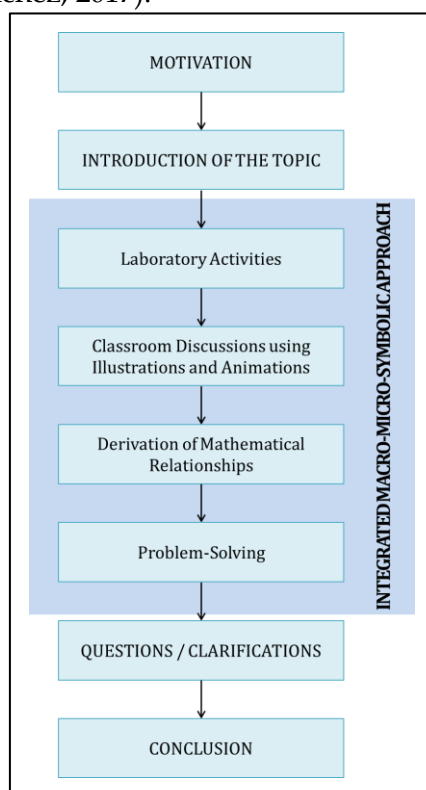 2017).
MOTIVATION
INTRODUCTION OF THE TOPIC
Laboratory Activities
Classroom Discussions using
Illustrations and Animations
Derivation of Mathematical
Relationships
Problem-Solving
INTEGRATED MACRO-MICRO-SYMBOLIC APPROACH
QUESTIONS / CLARIFICATIONS
CONCLUSION